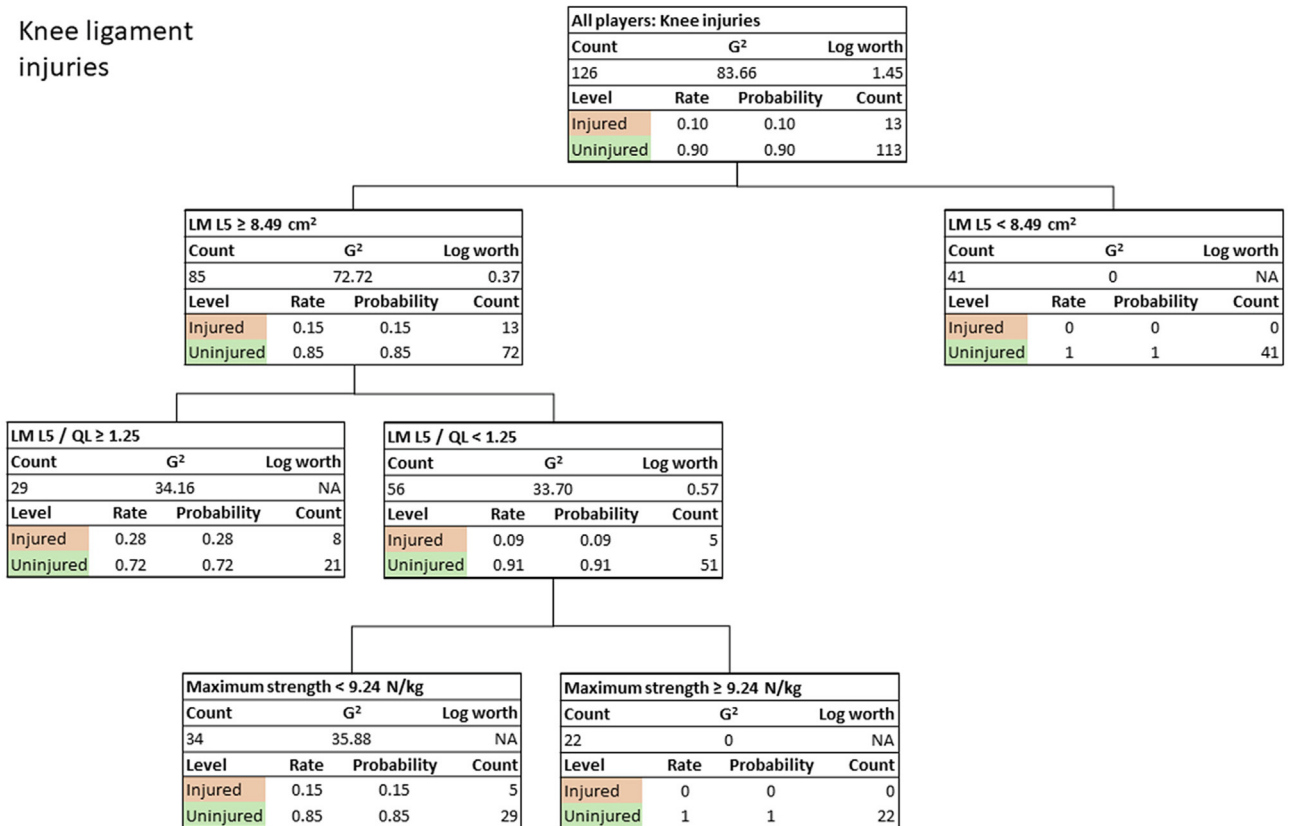 Knee ligament
injuries
All players: Knee injuries
Count G² Log worth
126 83.66 1.45
Level Rate Probability Count
Injured 0.10 0.10 13
Uninjured 0.90 0.90 113
LM L5 ≥ 8.49 cm²
Count G² Log worth
85 72.72 0.37
Level Rate Probability Count
Injured 0.15 0.15 13
Uninjured 0.85 0.85 72
LM L5 < 8.49 cm²
Count G² Log worth
41 0 NA
Level Rate Probability Count
Injured 0 0 0
Uninjured 1 1 41
LM L5 / QL ≥ 1.25
Count G² Log worth
29 34.16 NA
Level Rate Probability Count
Injured 0.28 0.28 8
Uninjured 0.72 0.72 21
LM L5 / QL < 1.25
Count G² Log worth
56 33.70 0.57
Level Rate Probability Count
Injured 0.09 0.09 5
Uninjured 0.91 0.91 51
Maximum strength < 9.24 N/kg
Count G² Log worth
34 35.88 NA
Level Rate Probability Count
Injured 0.15 0.15 5
Uninjured 0.85 0.85 29
Maximum strength ≥ 9.24 N/kg
Count G² Log worth
22 0 NA
Level Rate Probability Count
Injured 0 0 0
Uninjured 1 1 22